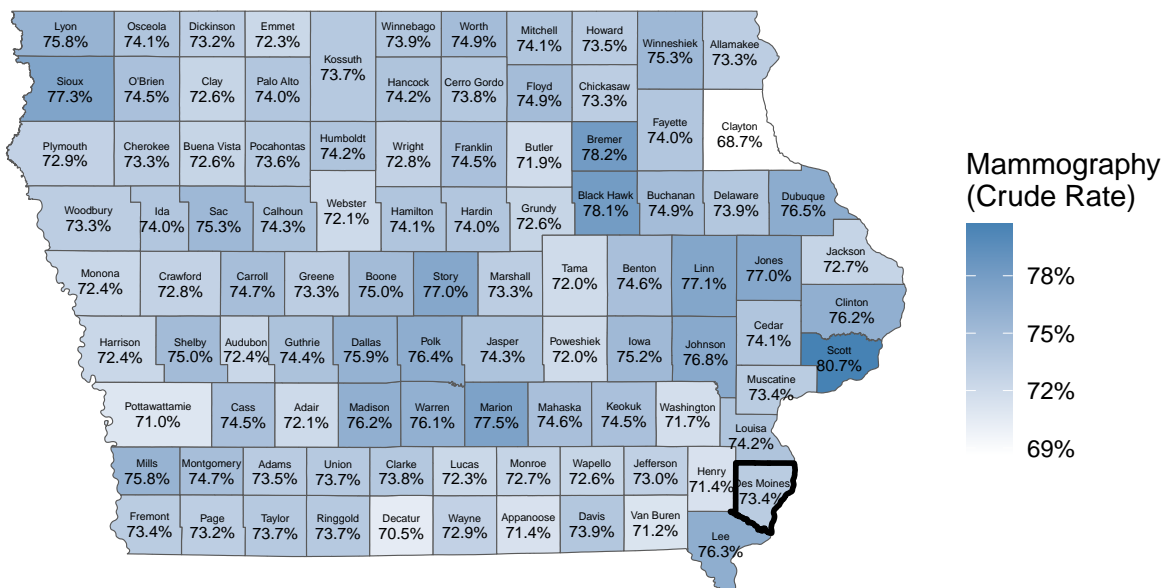 Lyon
75.8%
Osceola
74.1%
Dickinson
73.2%
Emmet
72.3%
Kossuth
73.7%
Winnebago
73.9%
Worth
74.9%
Mitchell
74.1%
Howard
73.5%
Winneshiek
75.3%
Allamakee
73.3%
Sioux
77.3%
O'Brien
74.5%
Clay
72.6%
Palo Alto
74.0%
Hancock
74.2%
Cerro Gordo
73.8%
Floyd
74.9%
Chickasaw
73.3%
Fayette
74.0%
Clayton
68.7%
Plymouth
72.9%
Cherokee
73.3%
Buena Vista
72.6%
Pocahontas
73.6%
Humboldt
74.2%
Wright
72.8%
Franklin
74.5%
Butler
71.9%
Bremer
78.2%
Woodbury
73.3%
Ida
74.0%
Sac
75.3%
Calhoun
74.3%
Webster
72.1%
Hamilton
74.1%
Hardin
74.0%
Grundy
72.6%
Black Hawk
78.1%
Buchanan
74.9%
Delaware
73.9%
Dubuque
76.5%
Monona
72.4%
Crawford
72.8%
Carroll
74.7%
Greene
73.3%
Boone
75.0%
Story
77.0%
Marshall
73.3%
Tama
72.0%
Benton
74.6%
Linn
77.1%
Jones
77.0%
Jackson
72.7%
Clinton
76.2%
Harrison
72.4%
Shelby
75.0%
Audubon
72.4%
Guthrie
74.4%
Dallas
75.9%
Polk
76.4%
Jasper
74.3%
Poweshiek
72.0%
Iowa
75.2%
Johnson
76.8%
Cedar
74.1%
Scott
80.7%
Muscatine
73.4%
Pottawattamie
71.0%
Cass
74.5%
Adair
72.1%
Madison
76.2%
Warren
76.1%
Marion
77.5%
Mahaska
74.6%
Keokuk
74.5%
Washington
71.7%
Louisa
74.2%
Mills
75.8%
Montgomery
74.7%
Adams
73.5%
Union
73.7%
Clarke
73.8%
Lucas
72.3%
Monroe
72.7%
Wapello
72.6%
Jefferson
73.0%
Henry
71.4%
Des Moines
73.4%
Fremont
73.4%
Page
73.2%
Taylor
73.7%
Ringgold
73.7%
Decatur
70.5%
Wayne
72.9%
Appanoose
71.4%
Davis
73.9%
Van Buren
71.2%
Lee
76.3%
Mammography
(Crude Rate)
78%
75%
72%
69%